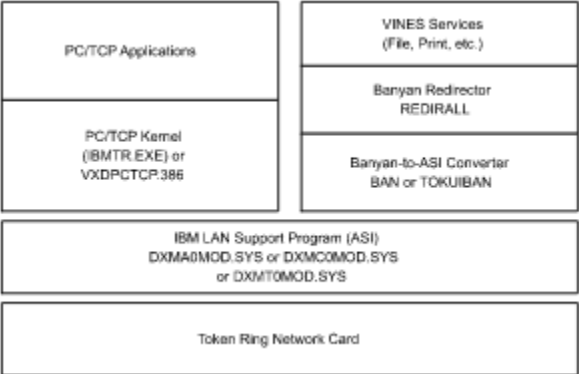 PC/TCP Applications
PC/TCP Kernel
(IBMTR.EXE) or
VXDPCTCP.386
VINES Services
(File, Print, etc.)
Banyan Redirector
REDIRALL
Banyan-to-ASI Converter
BAN or TOKUIBAN
IBM LAN Support Program (ASI)
DXMA0MOD.SYS or DXMC0MOD.SYS
or DXMT0MOD.SYS
Token Ring Network Card